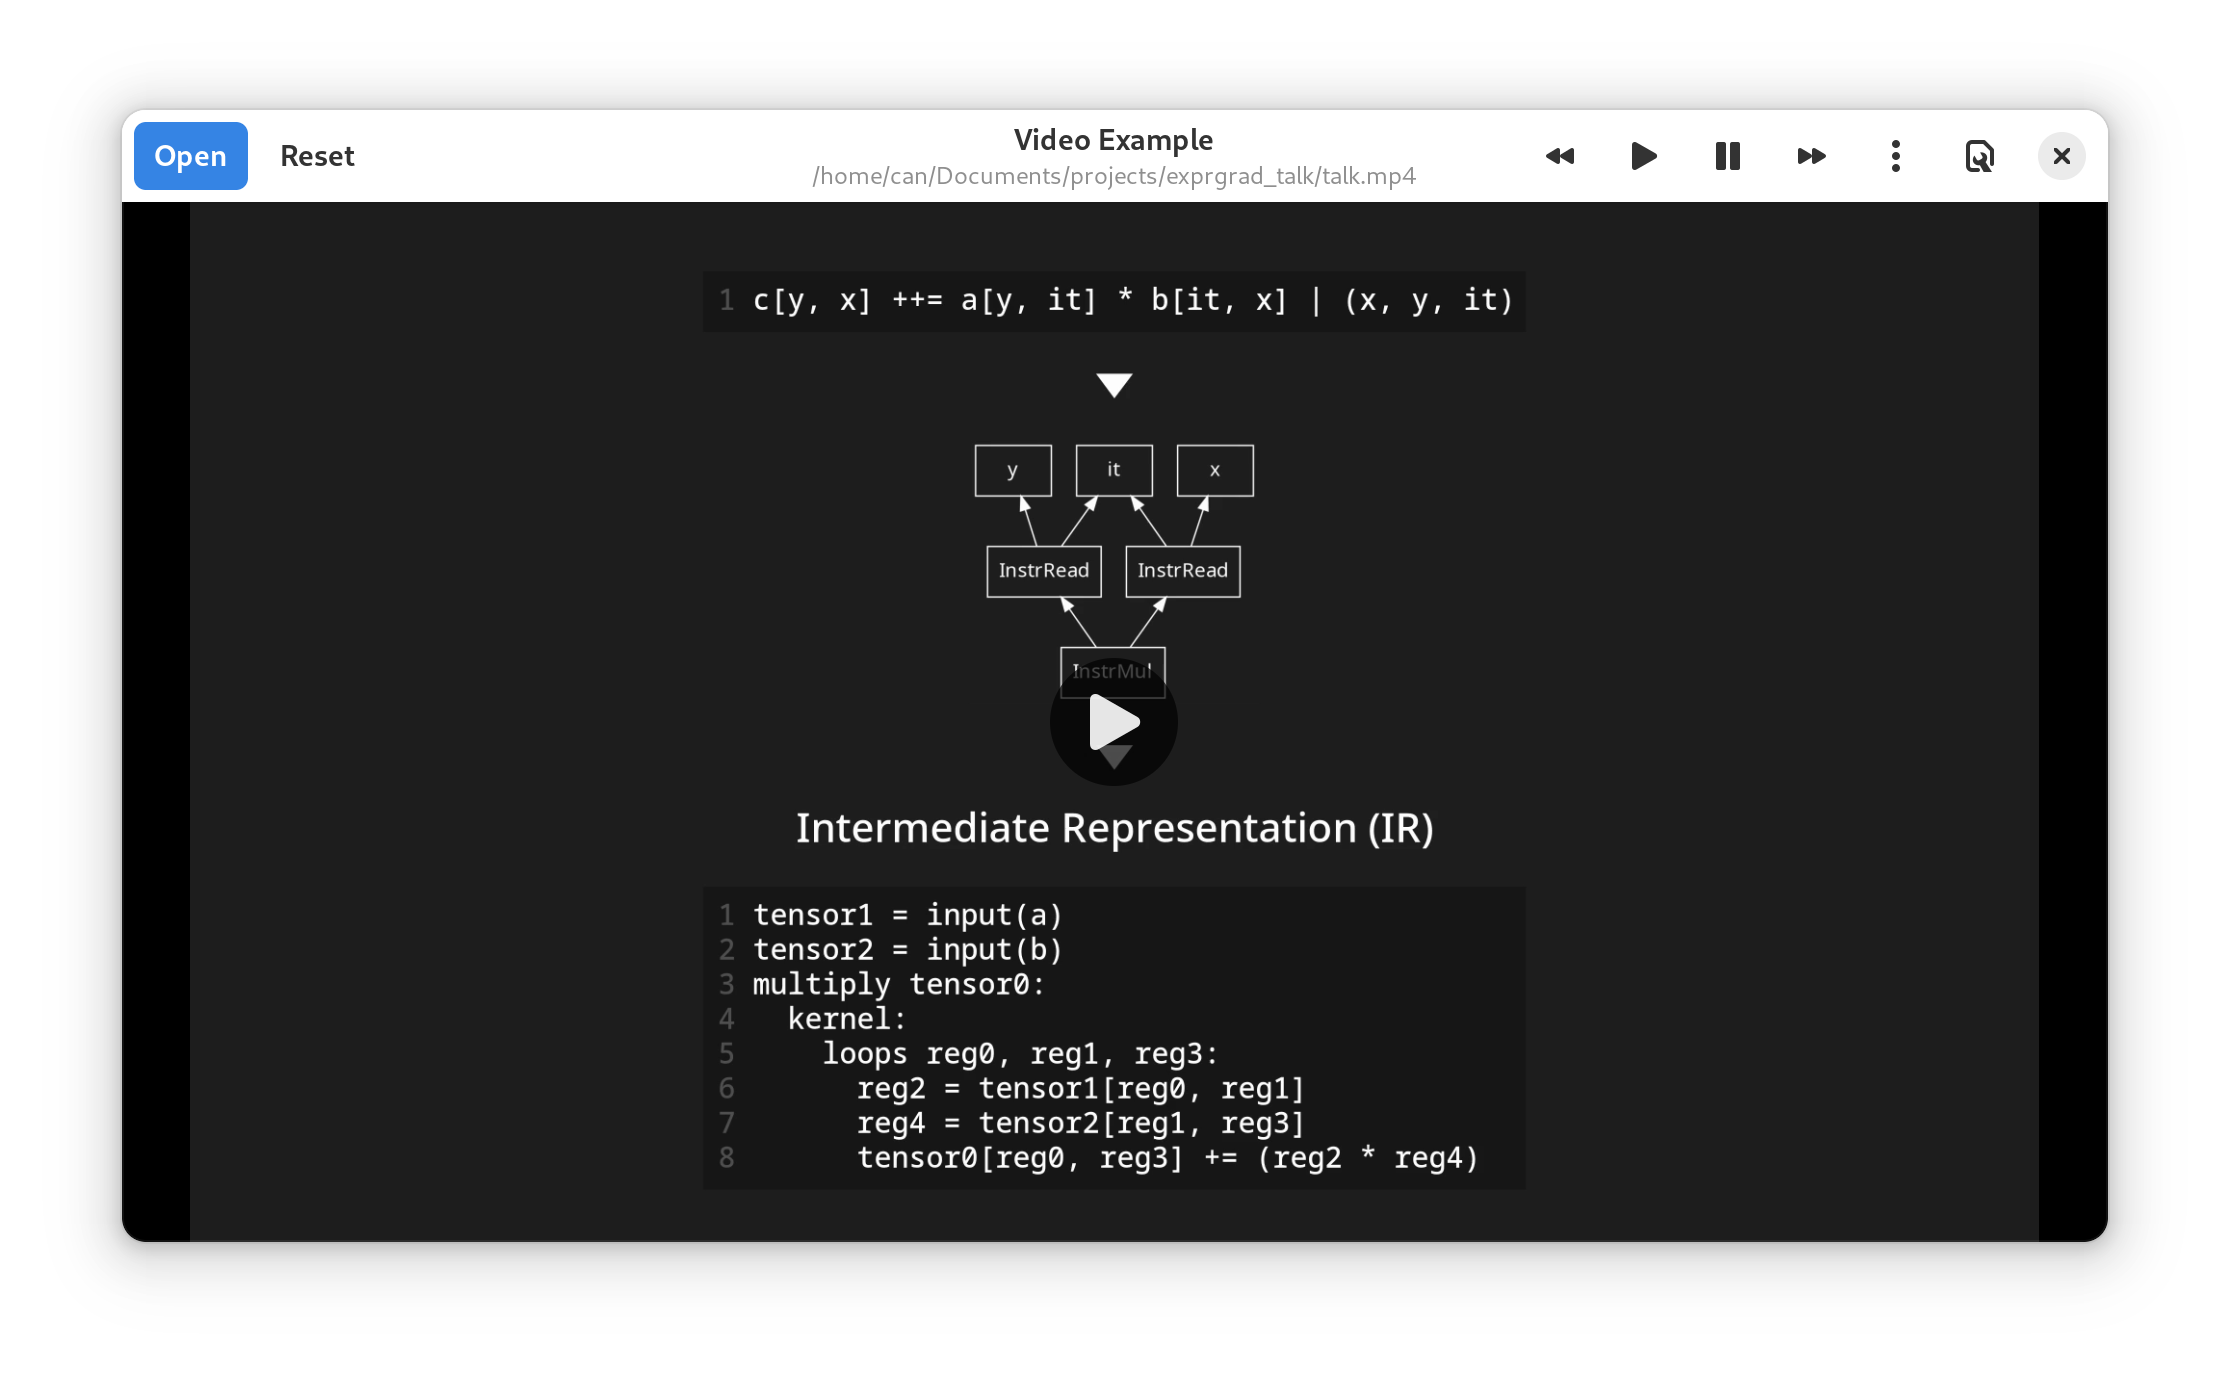 Open Reset
Video Example
/home/can/Documents/projects/exprgrad_talk/talk.mp4
1 c[y, x] ++= a[y, it] * b[it, x] | (x, y, it)
y it x
InstrRead InstrRead
InstrMul
Intermediate Representation (IR)
1 tensor1 = input(a)
2 tensor2 = input(b)
3 multiply tensor0:
4   kernel:
5     loops reg0, reg1, reg3:
6       reg2 = tensor1[reg0, reg1]
7       reg4 = tensor2[reg1, reg3]
8       tensor0[reg0, reg3] += (reg2 * reg4)